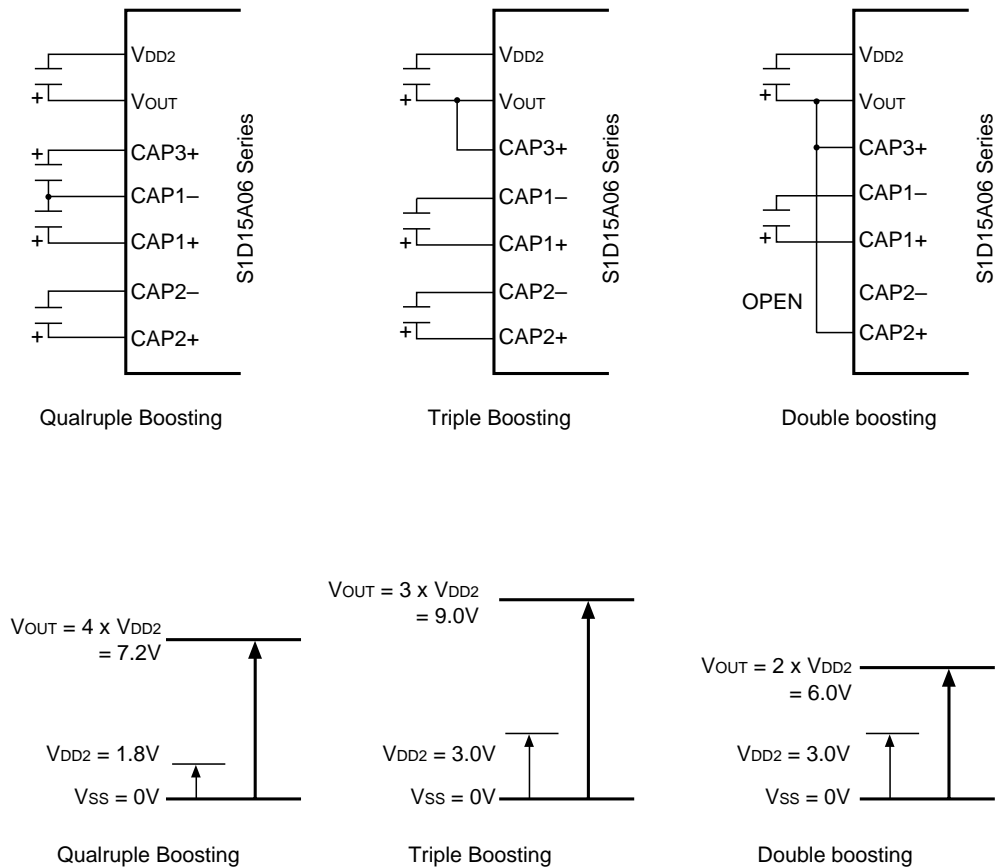 VDD2
+
VOUT
+
CAP3+
CAP1–
+
CAP1+
CAP2–
+
CAP2+
S1D15A06 Series
Qualruple Boosting
VDD2
+
VOUT
CAP3+
CAP1–
+
CAP1+
CAP2–
+
CAP2+
S1D15A06 Series
Triple Boosting
VDD2
+
VOUT
CAP3+
CAP1–
+
CAP1+
OPEN
CAP2–
CAP2+
S1D15A06 Series
Double boosting
VOUT = 4 x VDD2
= 7.2V
VDD2 = 1.8V
VSS = 0V
Qualruple Boosting
VOUT = 3 x VDD2
= 9.0V
VDD2 = 3.0V
VSS = 0V
Triple Boosting
VOUT = 2 x VDD2
= 6.0V
VDD2 = 3.0V
VSS = 0V
Double boosting